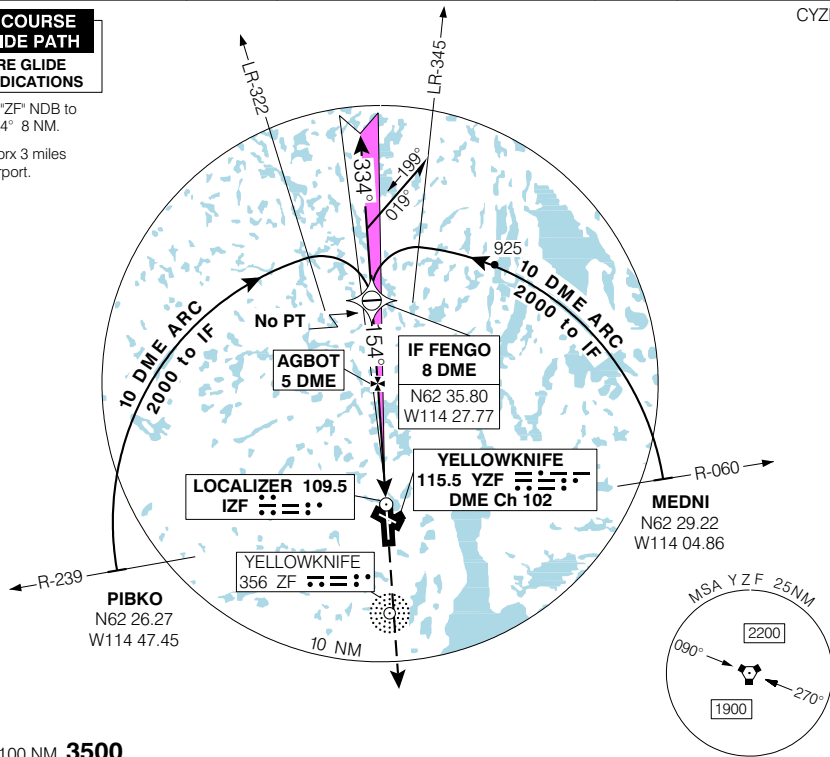 COURSE
CYZ
DE PATH
RE GLIDE
DICATIONS
"ZF" NDB to
4° 8 NM.
orx 3 miles
rport.
LR-322
LR-345
334°
199°
019°
925
10 DME ARC
2000 to IF
10 DME ARC
2000 to IF
No PT
154°
AGBOT
5 DME
IF FENGO
8 DME
N62 35.80
W114 27.77
LOCALIZER 109.5
IZF
YELLOWKNIFE
115.5 YZF
DME Ch 102
R-060
MEDNI
N62 29.22
W114 04.86
YELLOWKNIFE
356 ZF
R-239
PIBKO
N62 26.27
W114 47.45
10 NM
MSA YZF 25NM
2200
090°
270°
1900
100 NM 3500